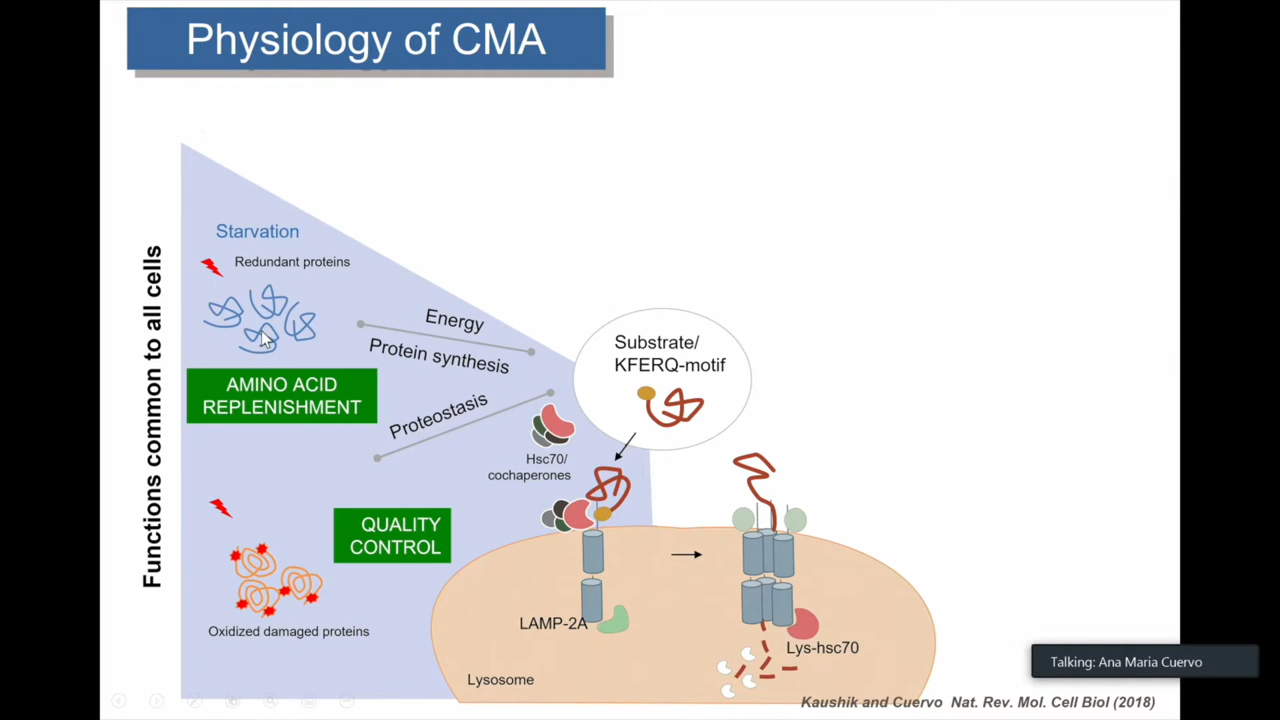 Physiology of CMA
Functions common to all cells
Starvation
Redundant proteins
AMINO ACID
REPLENISHMENT
Energy
Protein synthesis
Proteostasis
QUALITY
CONTROL
Oxidized damaged proteins
Substrate/
KFERQ-motif
Hsc70/
cochaperones
LAMP-2A
Lys-hsc70
Lysosome
Talking: Ana Maria Cuervo
Kaushik and Cuervo Nat. Rev. Mol. Cell Biol (2018)